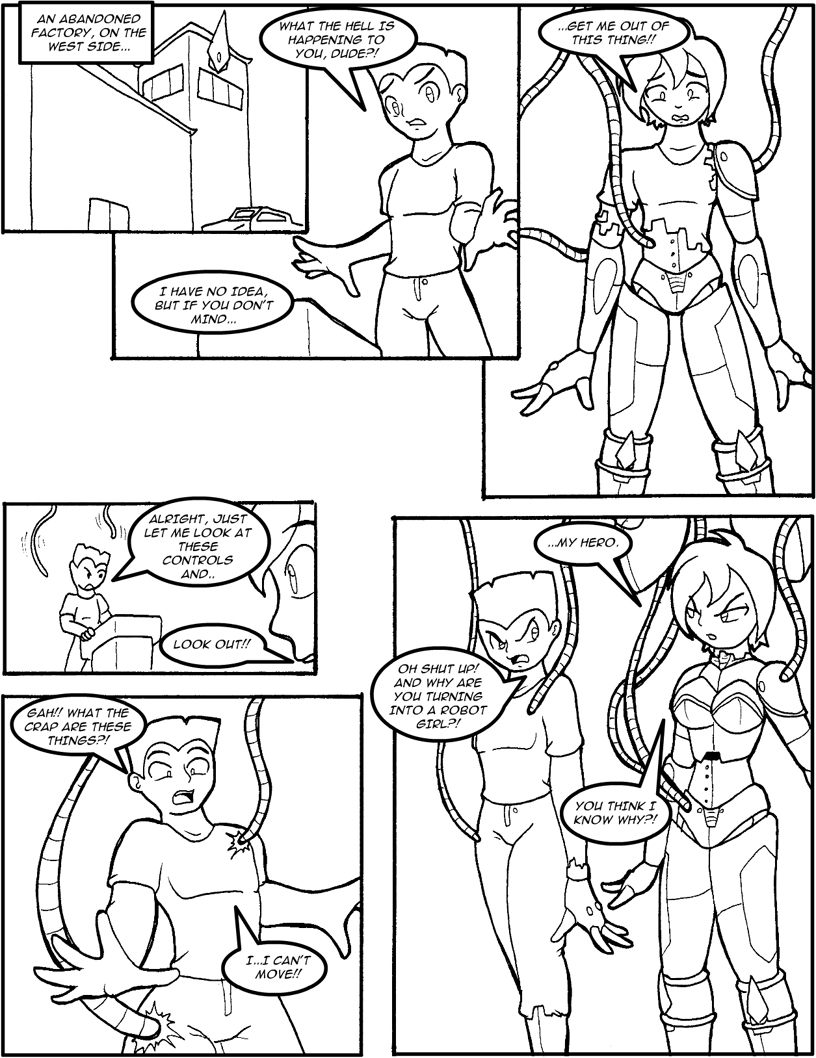 AN ABANDONED
FACTORY, ON THE
WEST SIDE...
WHAT THE HELL IS
HAPPENING TO
YOU, DUDE?!
I HAVE NO IDEA,
BUT IF YOU DON'T
MIND...
...GET ME OUT OF
THIS THING!!
ALRIGHT, JUST
LET ME LOOK AT
THESE
CONTROLS
AND..
LOOK OUT!!
GAH!! WHAT THE
CRAP ARE THESE
THINGS?!
I...I CAN'T
MOVE!!
...MY HERO.
OH SHUT UP!
AND WHY ARE
YOU TURNING
INTO A ROBOT
GIRL?!
YOU THINK I
KNOW WHY?!